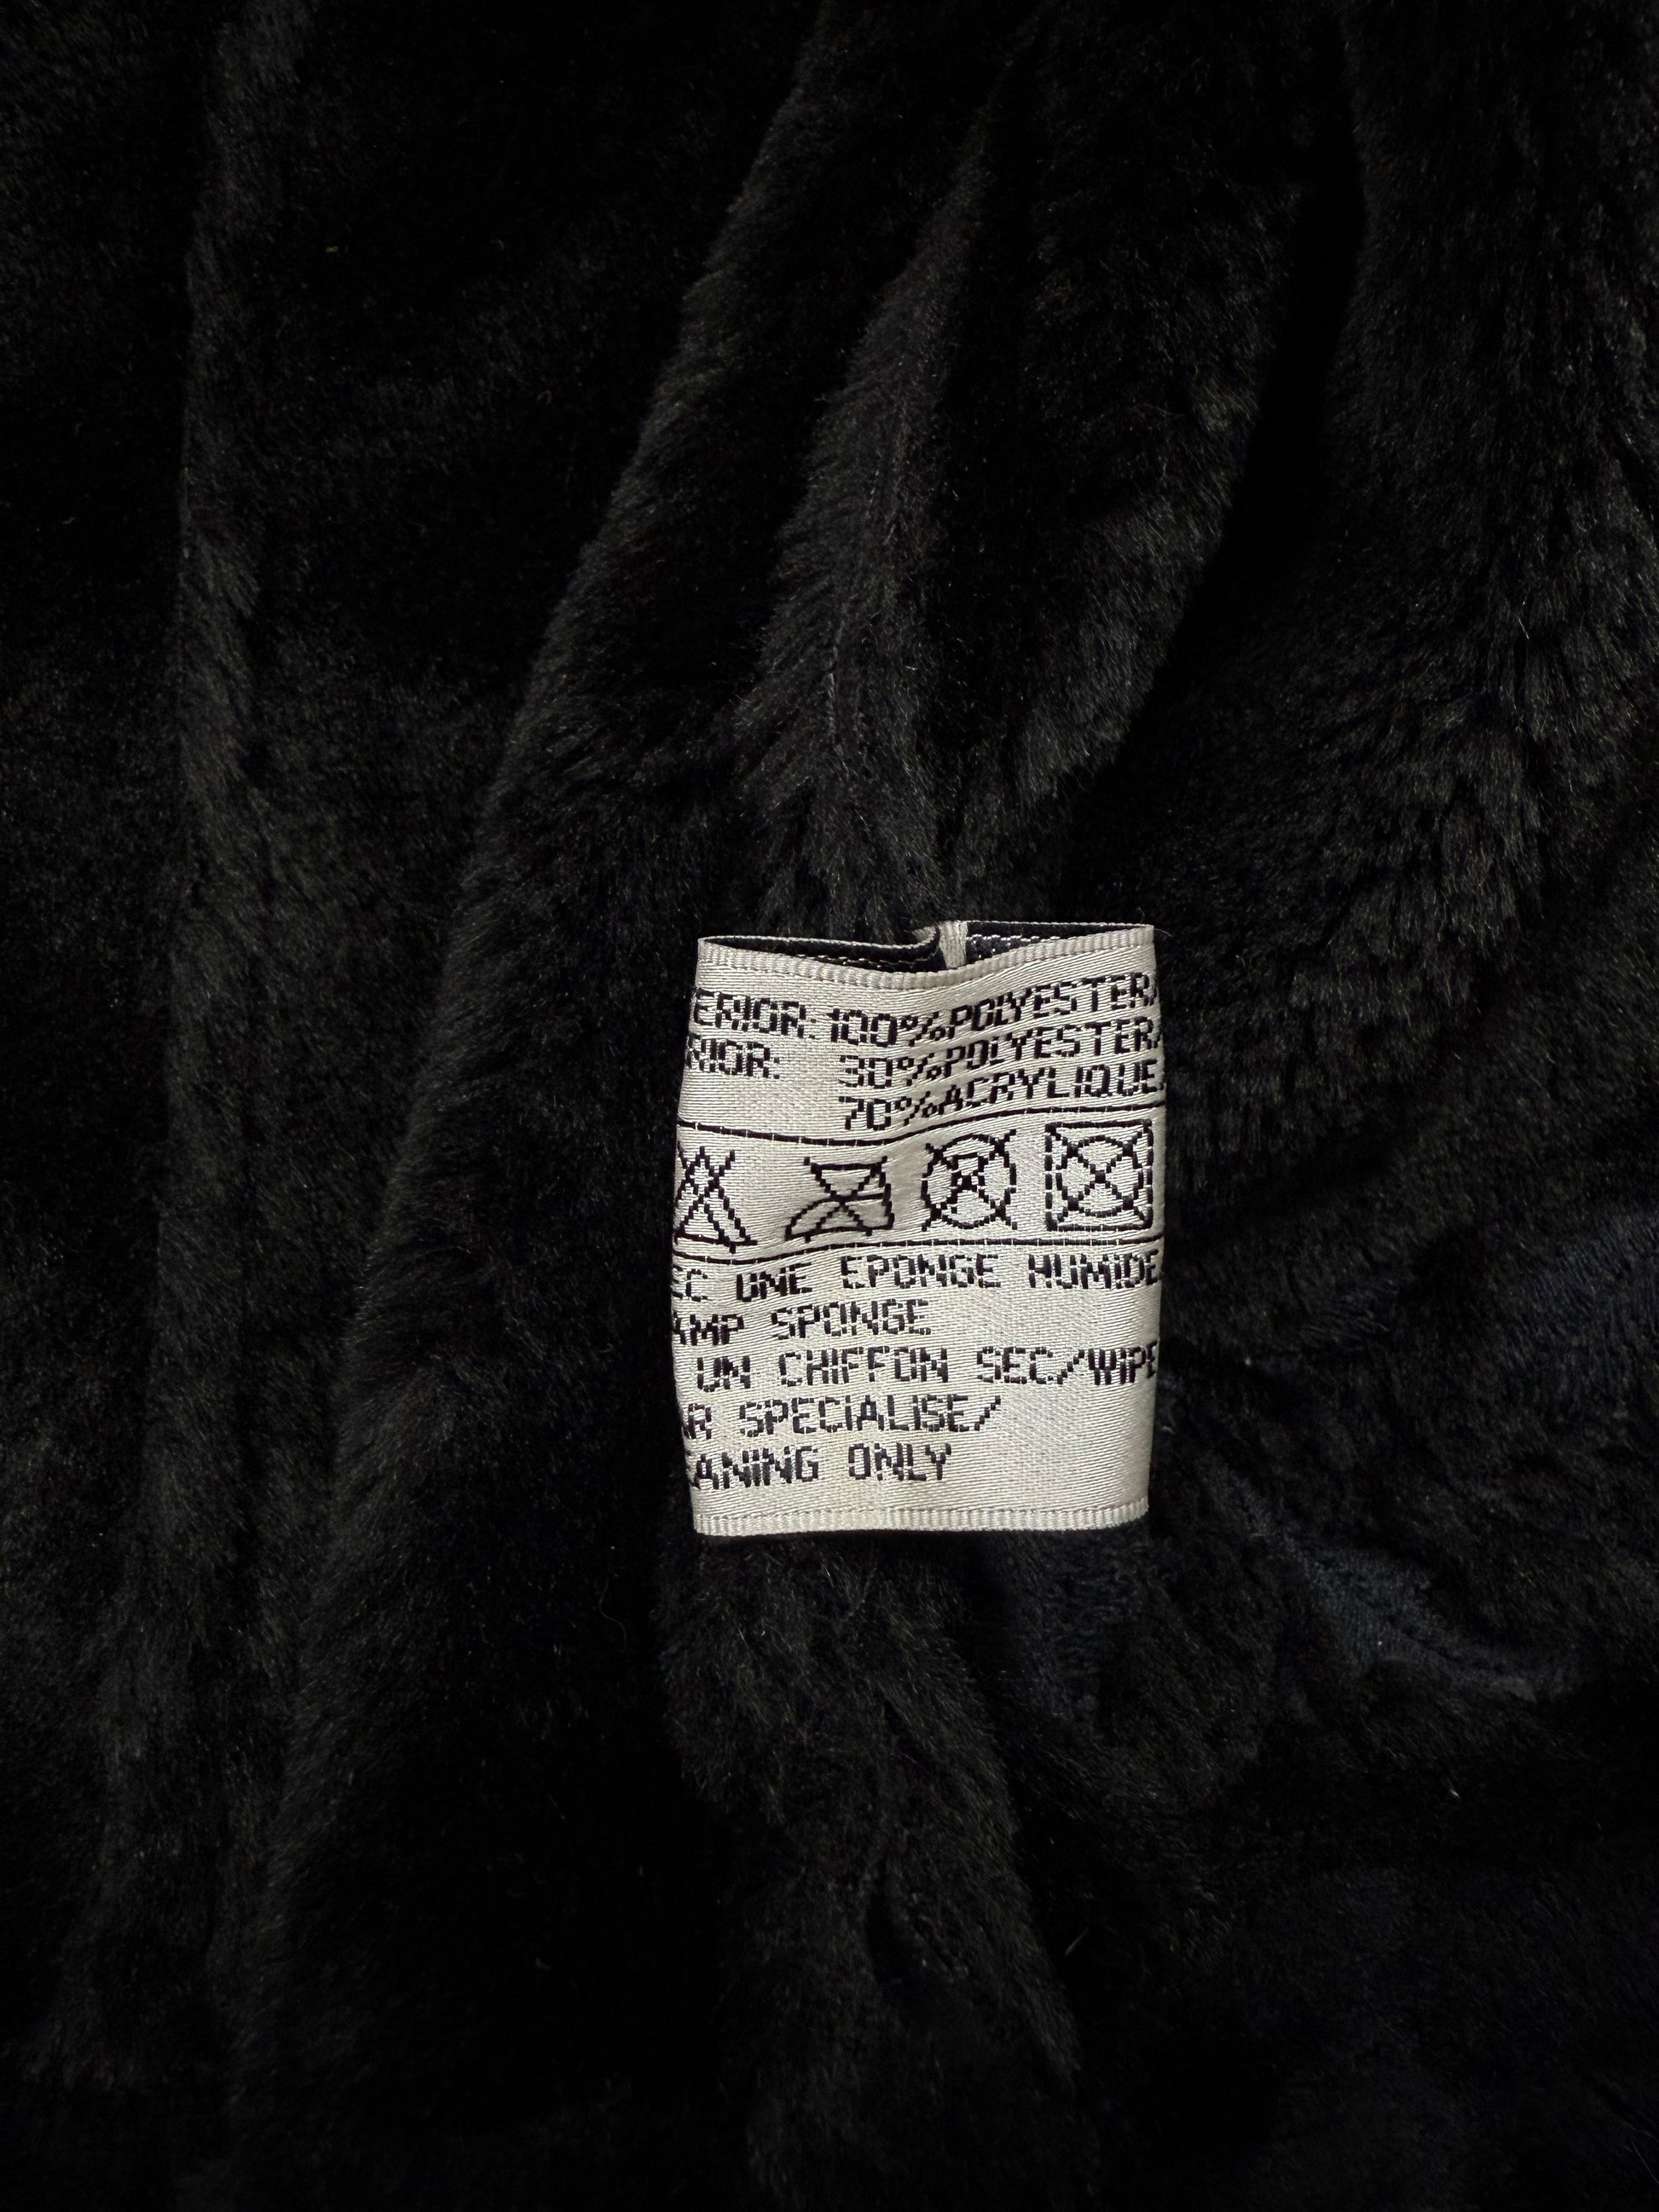 ERIOR: 100% POLYESTER/
RIOR: 30% POLYESTER/
70% ACRYLIQUE/
EC UNE EPONGE HUMIDE/
AMP SPONGE
UN CHIFFON SEC/WIPE
AR SPECIALISE/
EANING ONLY